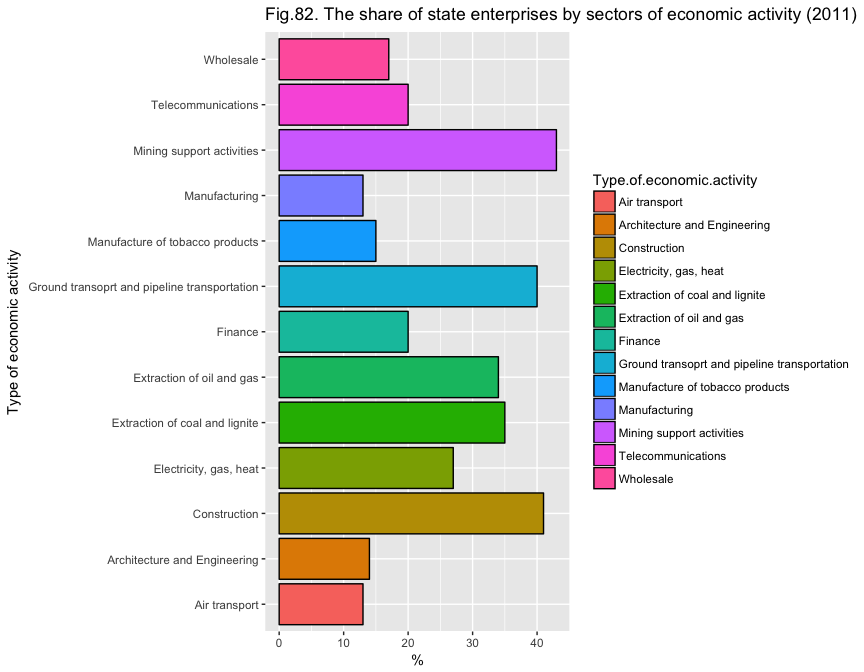 Fig.82. The share of state enterprises by sectors of economic activity (2011)
Type of economic activity
Wholesale
Telecommunications
Mining support activities
Manufacturing
Manufacture of tobacco products
Ground transoprt and pipeline transportation
Finance
Extraction of oil and gas
Extraction of coal and lignite
Electricity, gas, heat
Construction
Architecture and Engineering
Air transport
0 10 20 30 40
%
Type.of.economic.activity
Air transport
Architecture and Engineering
Construction
Electricity, gas, heat
Extraction of coal and lignite
Extraction of oil and gas
Finance
Ground transoprt and pipeline transportation
Manufacture of tobacco products
Manufacturing
Mining support activities
Telecommunications
Wholesale